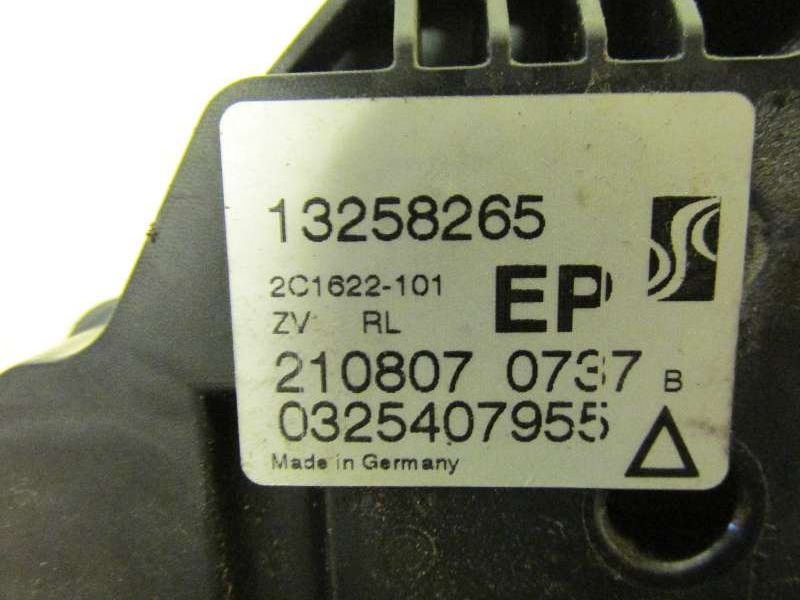 13258265
2C1622-101
EP
ZV RL
210807 0737 B
0325407955
Made in Germany